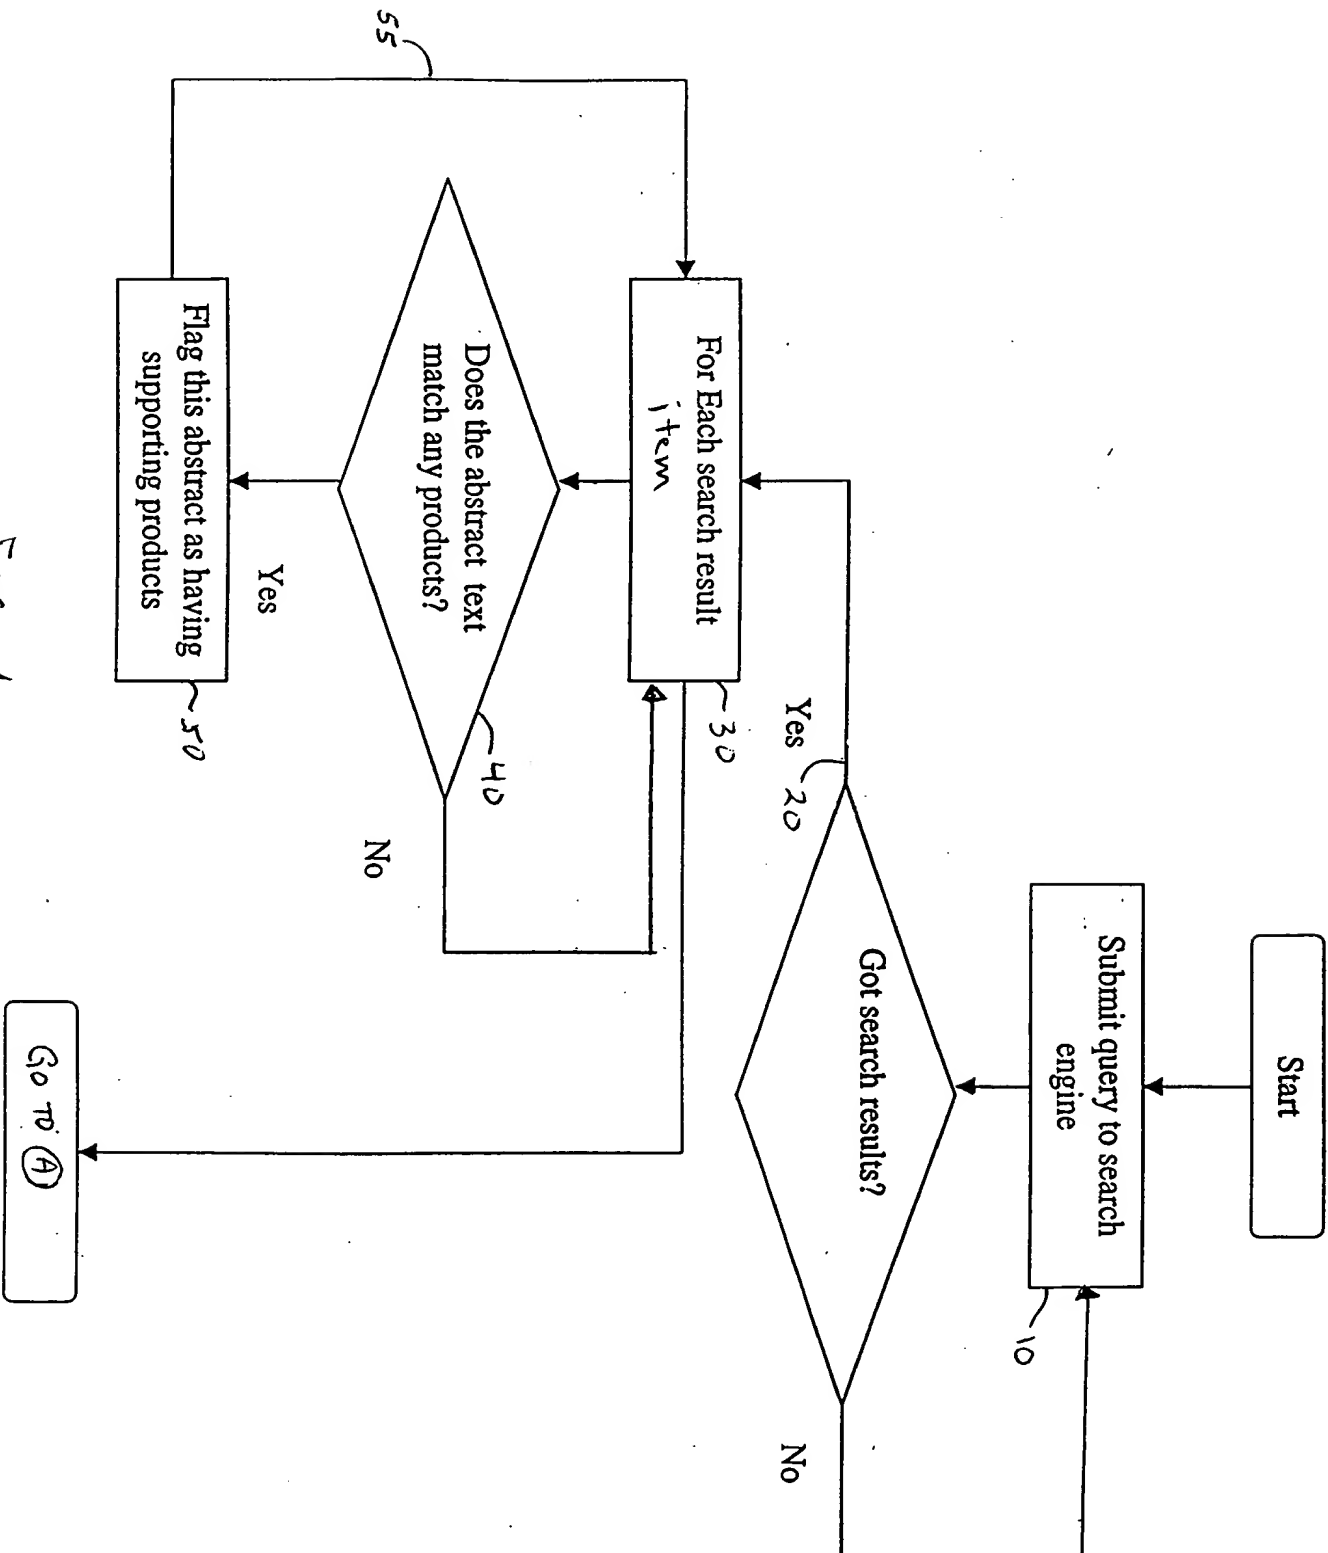 Start
Submit query to search
engine
10
Got search results?
Yes
20
No
For Each search result
item
30
Does the abstract text
match any products?
40
No
Yes
Flag this abstract as having
supporting products
50
55
Go TO A